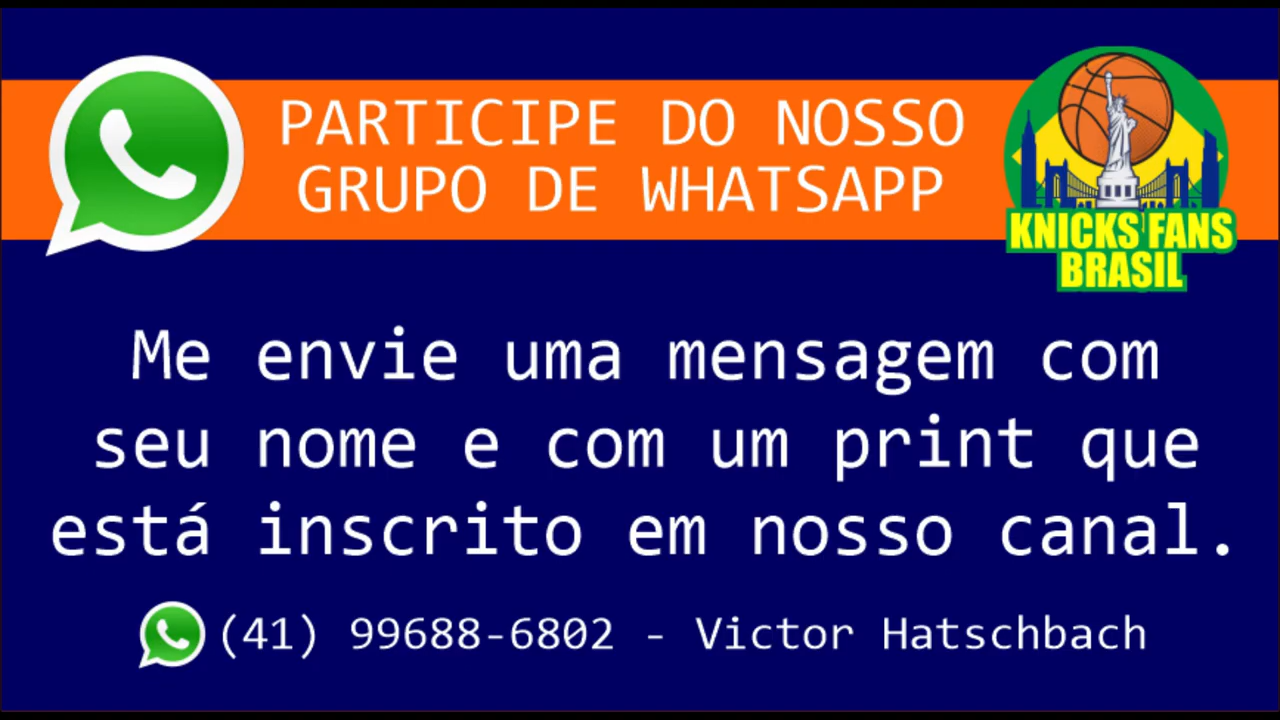 PARTICIPE DO NOSSO
GRUPO DE WHATSAPP
KNICKS FANS
BRASIL
Me envie uma mensagem com
seu nome e com um print que
está inscrito em nosso canal.
(41) 99688-6802 - Victor Hatschbach